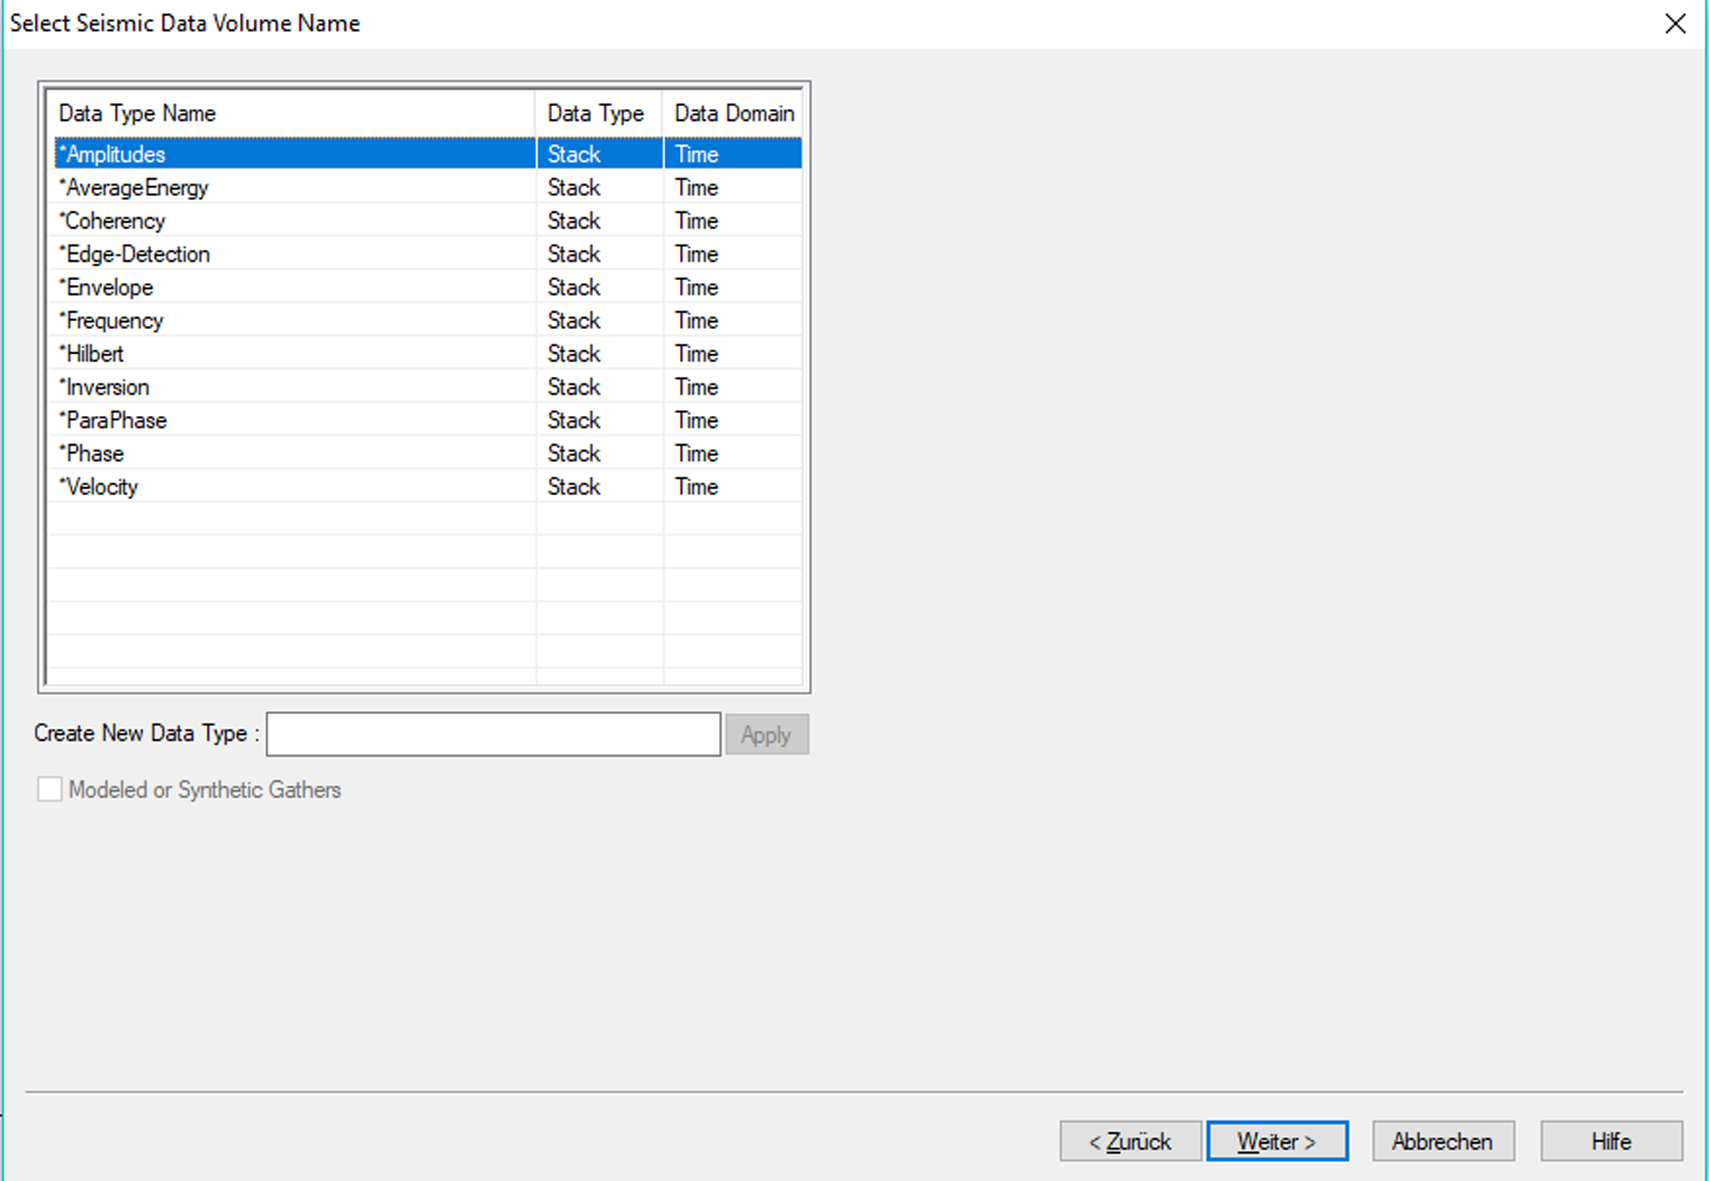 Select Seismic Data Volume Name
Data Type Name Data Type Data Domain
*Amplitudes Stack Time
*AverageEnergy Stack Time
*Coherency Stack Time
*Edge-Detection Stack Time
*Envelope Stack Time
*Frequency Stack Time
*Hilbert Stack Time
*Inversion Stack Time
*ParaPhase Stack Time
*Phase Stack Time
*Velocity Stack Time
Create New Data Type : Apply
Modeled or Synthetic Gathers
< Zurück Weiter > Abbrechen Hilfe